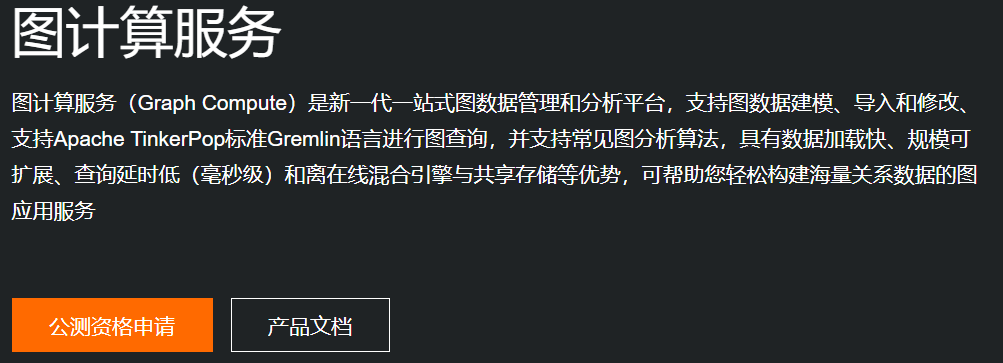 图计算服务
图计算服务（Graph Compute）是新一代一站式图数据管理和分析平台，支持图数据建模、导入和修改、
支持Apache TinkerPop标准Gremlin语言进行图查询，并支持常见图分析算法，具有数据加载快、规模可
扩展、查询延时低（毫秒级）和离在线混合引擎与共享存储等优势，可帮助您轻松构建海量关系数据的图
应用服务
公测资格申请
产品文档